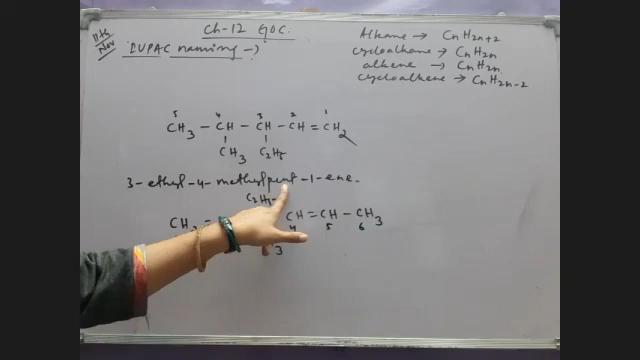 11th
Nov
Ch-12 GOC.
IUPAC naming -:
Alkane → CnH2n+2
cycloalkane → CnH2n
alkene → CnH2n
cycloalkene → CnH2n-2
5 4 3 2 1
CH3 - CH - CH - CH = CH2
CH3 C2H5
3-ethyl-4-methylpent-1-ene.
C2H5
CH3 CH = CH - CH3
4 5 6
3